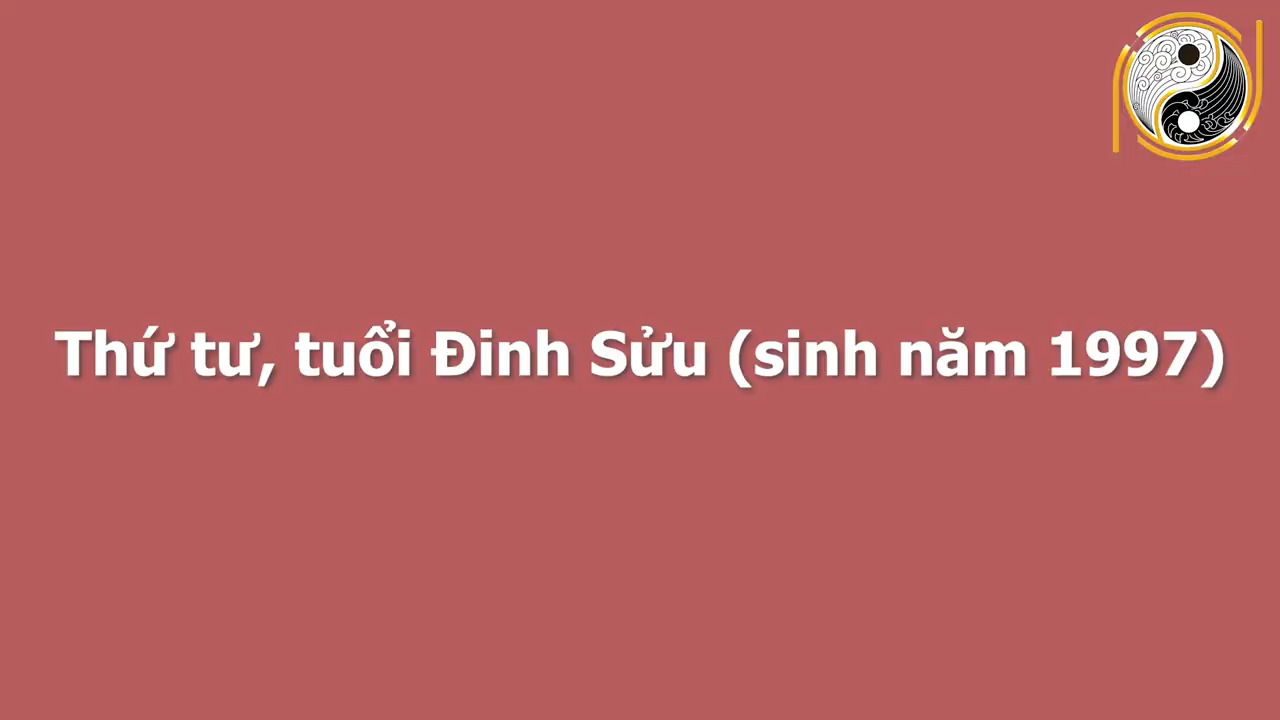 Thứ tư, tuổi Đinh Sửu (sinh năm 1997)